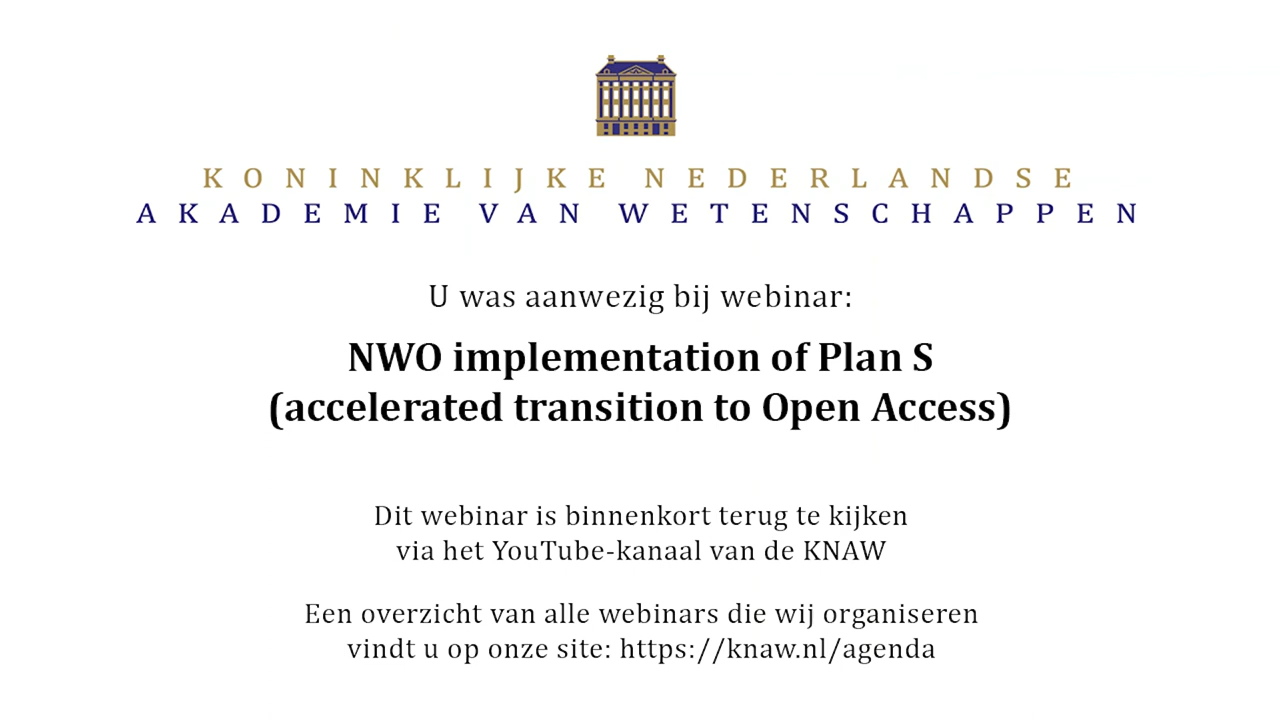 KONINKLIJKE NEDERLANDSE
AKADEMIE VAN WETENSCHAPPEN
U was aanwezig bij webinar:
NWO implementation of Plan S
(accelerated transition to Open Access)
Dit webinar is binnenkort terug te kijken
via het YouTube-kanaal van de KNAW
Een overzicht van alle webinars die wij organiseren
vindt u op onze site: https://knaw.nl/agenda